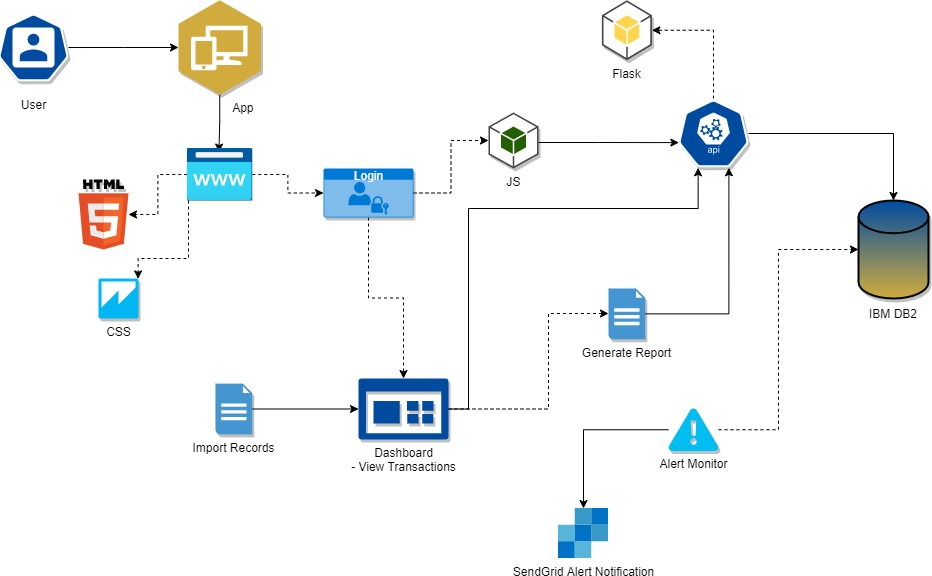 Flask
User
App
api
WWW
Login
HTML
5
JS
CSS
IBM DB2
Generate Report
Import Records
Dashboard
- View Transactions
Alert Monitor
SendGrid Alert Notification